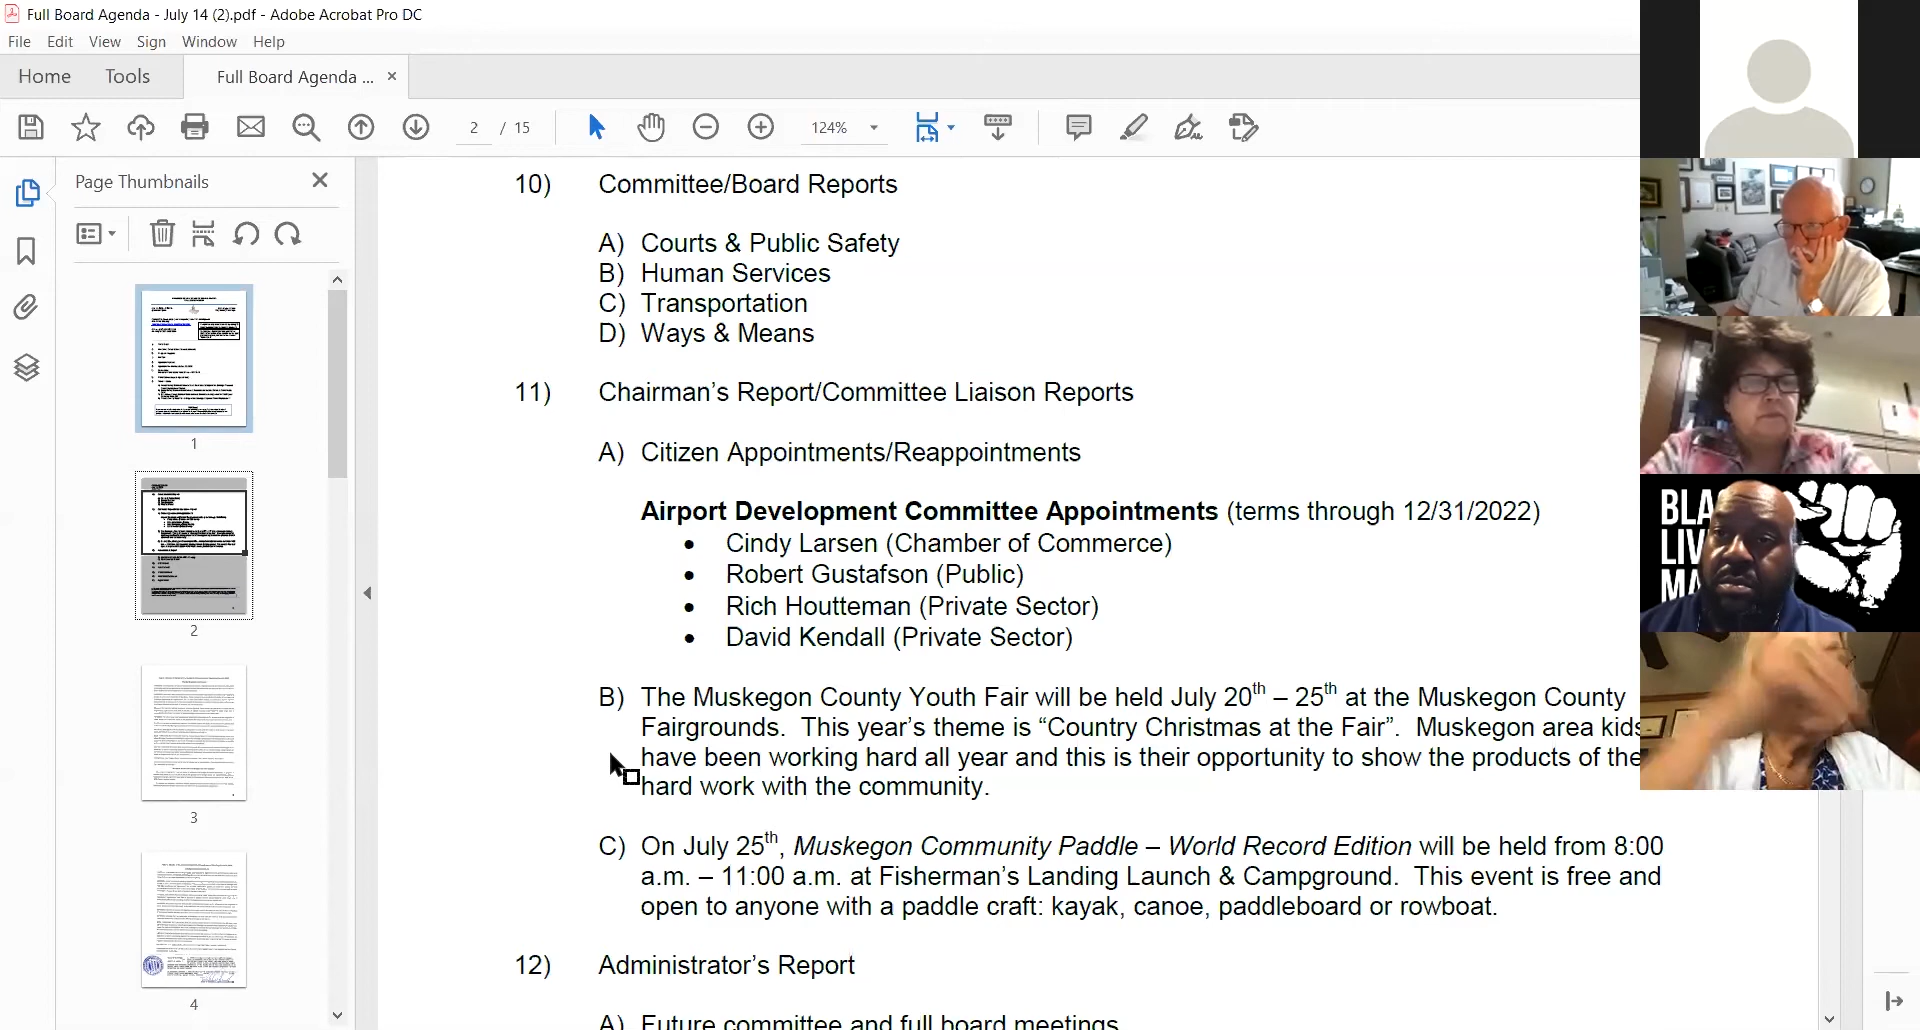 Full Board Agenda - July 14 (2).pdf - Adobe Acrobat Pro DC
File Edit View Sign Window Help
Home Tools Full Board Agenda ... ×
2 / 15 124%
Page Thumbnails
1
2
3
4
10) Committee/Board Reports
A) Courts & Public Safety
B) Human Services
C) Transportation
D) Ways & Means
11) Chairman’s Report/Committee Liaison Reports
A) Citizen Appointments/Reappointments
Airport Development Committee Appointments (terms through 12/31/2022)
• Cindy Larsen (Chamber of Commerce)
• Robert Gustafson (Public)
• Rich Houtteman (Private Sector)
• David Kendall (Private Sector)
B) The Muskegon County Youth Fair will be held July 20th – 25th at the Muskegon County
Fairgrounds. This year’s theme is “Country Christmas at the Fair”. Muskegon area kids
have been working hard all year and this is their opportunity to show the products of the
hard work with the community.
C) On July 25th, Muskegon Community Paddle – World Record Edition will be held from 8:00
a.m. – 11:00 a.m. at Fisherman’s Landing Launch & Campground. This event is free and
open to anyone with a paddle craft: kayak, canoe, paddleboard or rowboat.
12) Administrator’s Report
A) Future committee and full board meetings
BLA
LIV
MA